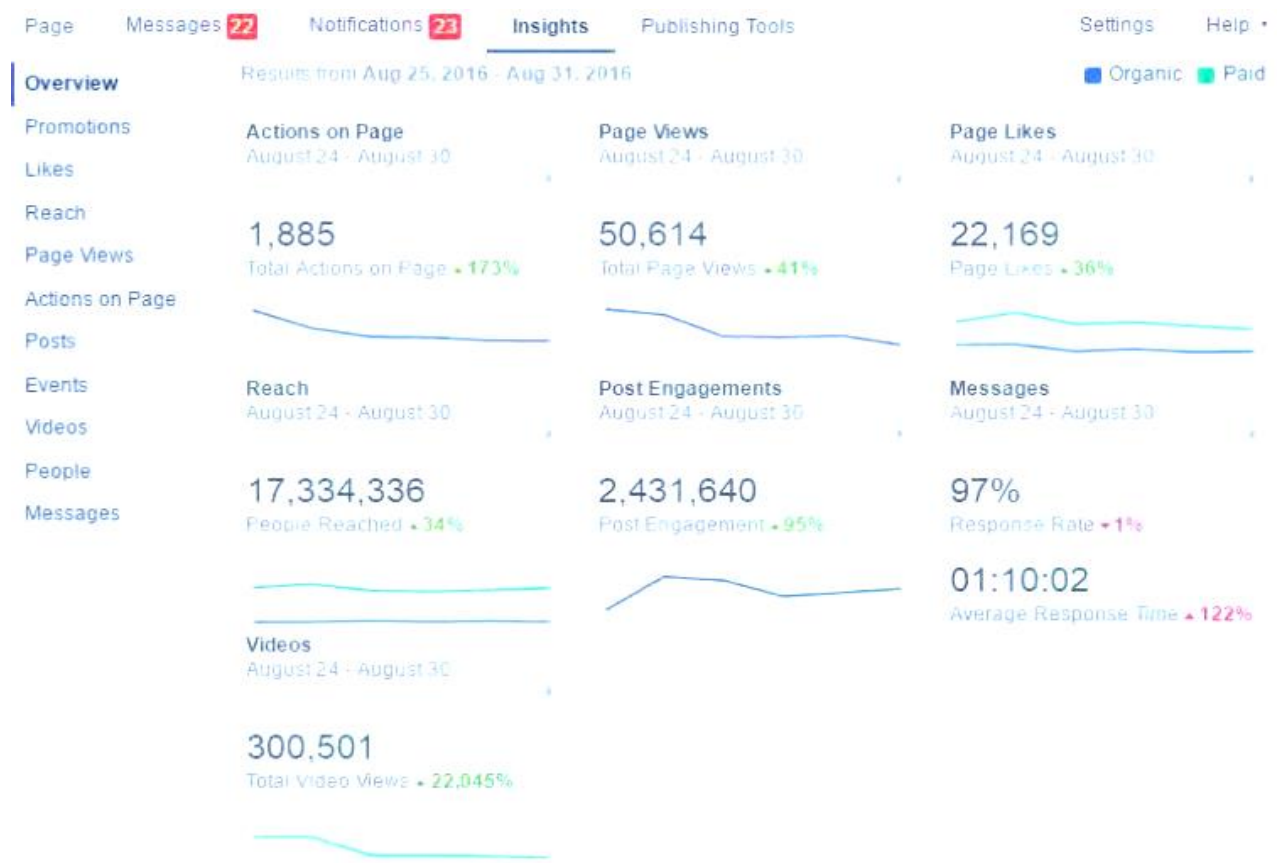 Page Messages 22 Notifications 23 Insights Publishing Tools Settings Help
Overview
Promotions
Likes
Reach
Page Views
Actions on Page
Posts
Events
Videos
People
Messages
Results from Aug 25, 2016 - Aug 31, 2016
Organic Paid
Actions on Page
August 24 - August 30
1,885
Total Actions on Page 173%
Page Views
August 24 - August 30
50,614
Total Page Views 41%
Page Likes
August 24 - August 30
22,169
Page Likes 36%
Reach
August 24 - August 30
17,334,336
People Reached 34%
Post Engagements
August 24 - August 30
2,431,640
Post Engagement 95%
Messages
August 24 - August 30
97%
Response Rate 1%
01:10:02
Average Response Time 122%
Videos
August 24 - August 30
300,501
Total Video Views 22,045%